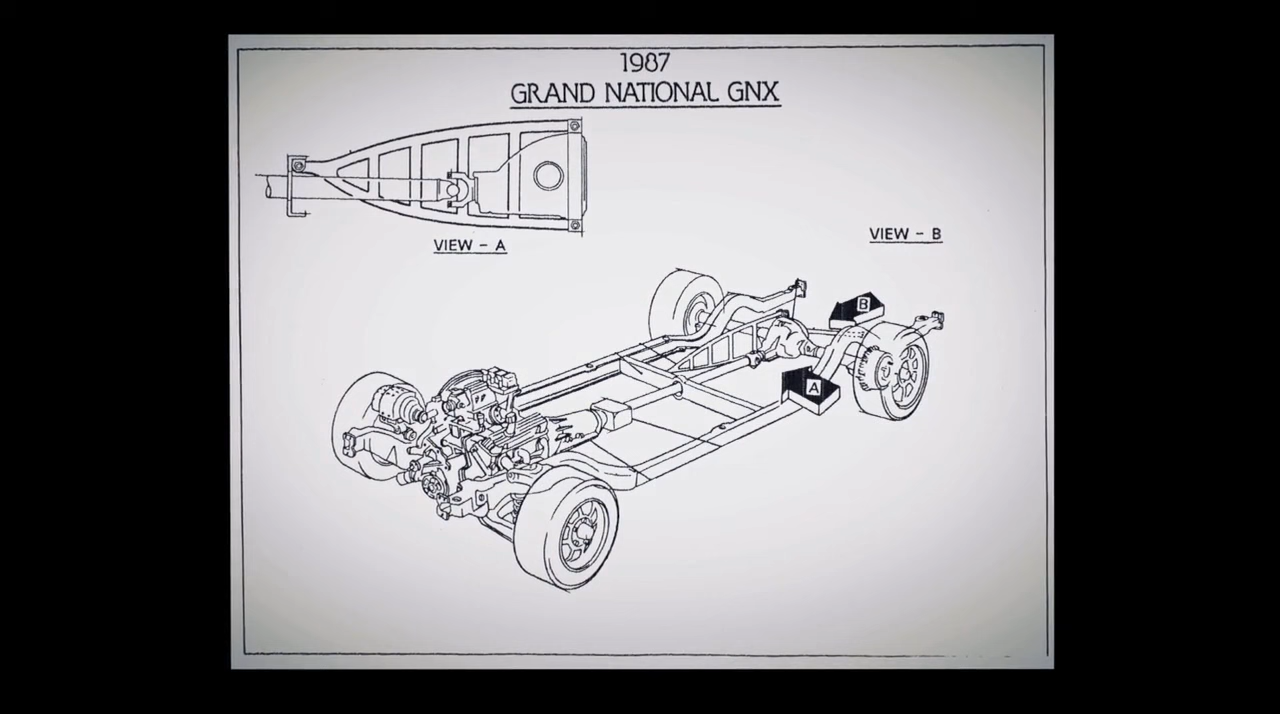 1987
GRAND NATIONAL GNX
VIEW - A
VIEW - B
B
A